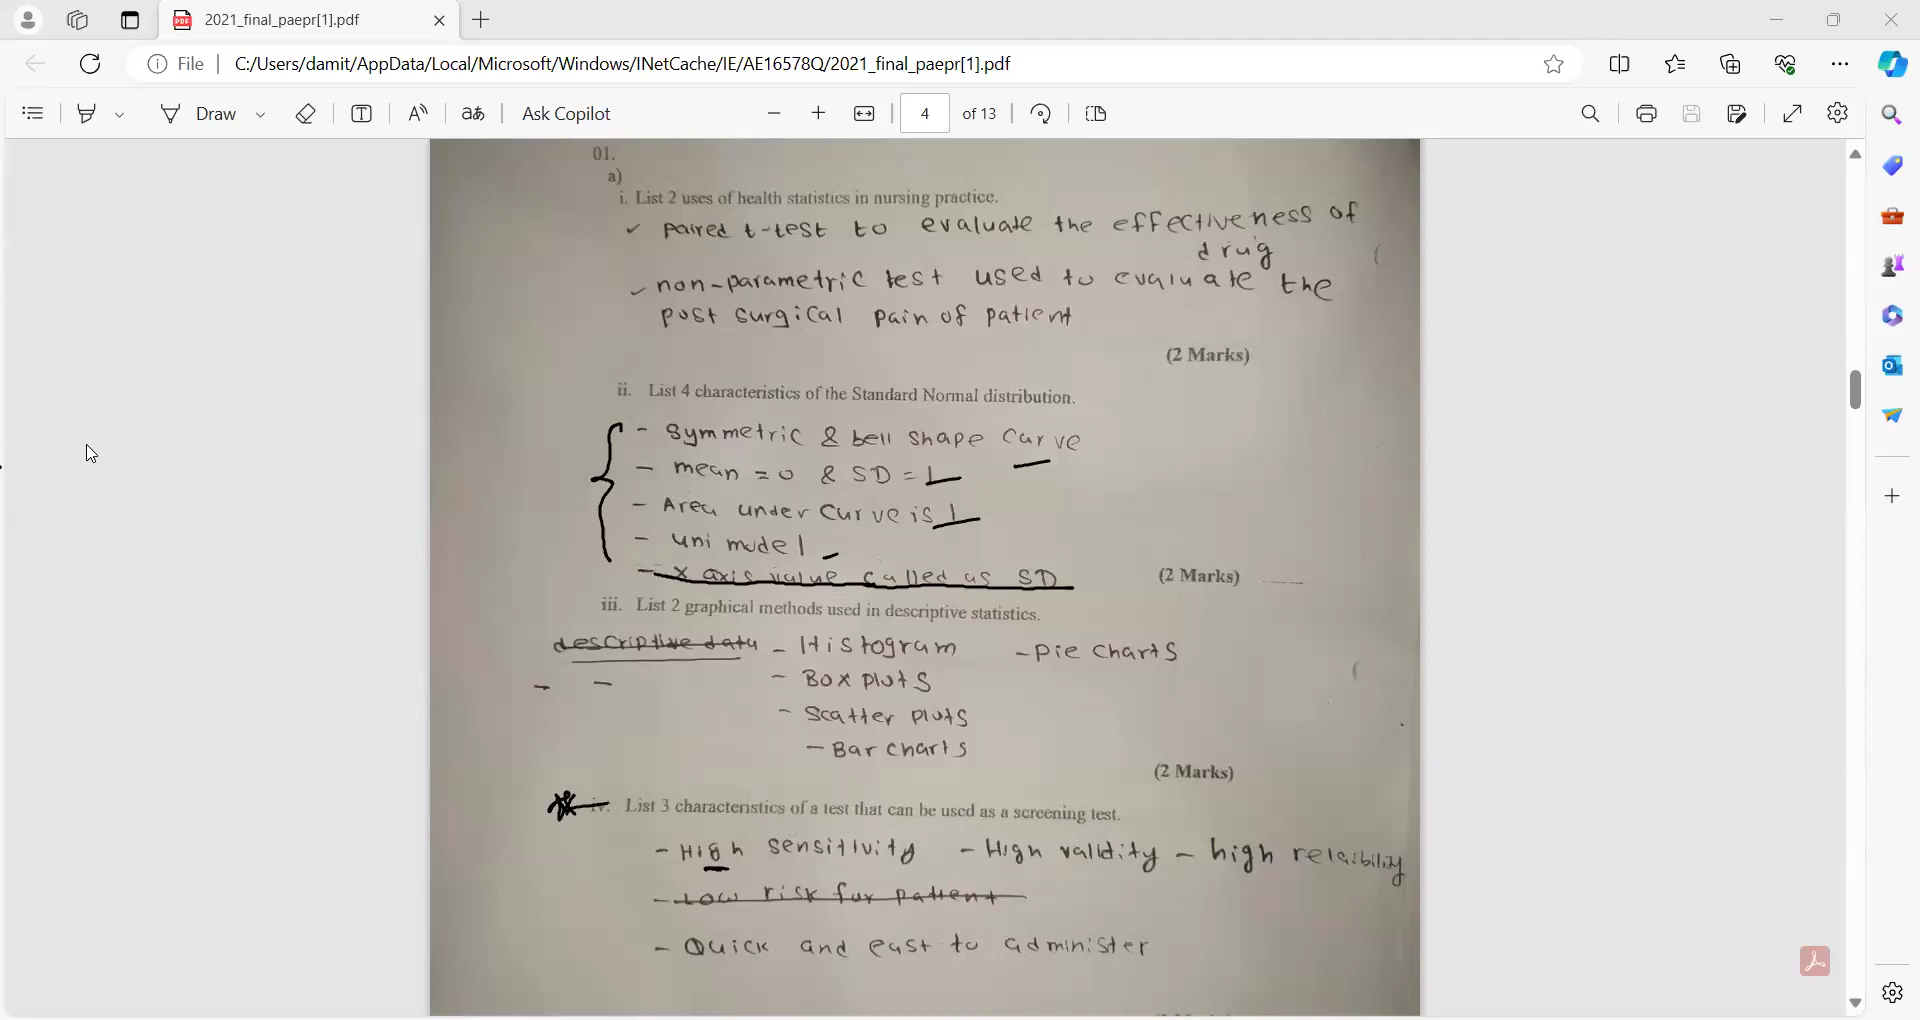 2021_final_paepr[1].pdf
File
C:/Users/damit/AppData/Local/Microsoft/Windows/INetCache/IE/AE16578Q/2021_final_paepr[1].pdf
Draw
aあ
Ask Copilot
4 of 13
01.
a)
i. List 2 uses of health statistics in nursing practice.
paired t-test to evaluate the effectiveness of
drug
non-parametric test used to evaluate the
post surgical pain of patient
(2 Marks)
ii. List 4 characteristics of the Standard Normal distribution.
- symmetric & bell shape curve
- mean = 0 & SD = 1
- Area under curve is 1
- uni model
- x axis value called as SD
(2 Marks)
iii. List 2 graphical methods used in descriptive statistics.
descriptive data - Histogram - pie charts
- Box plots
- Scatter plots
- Bar charts
(2 Marks)
iv. List 3 characteristics of a test that can be used as a screening test.
- High sensitivity - High validity - high relaibility
- Low risk for patient
- Quick and east to administer